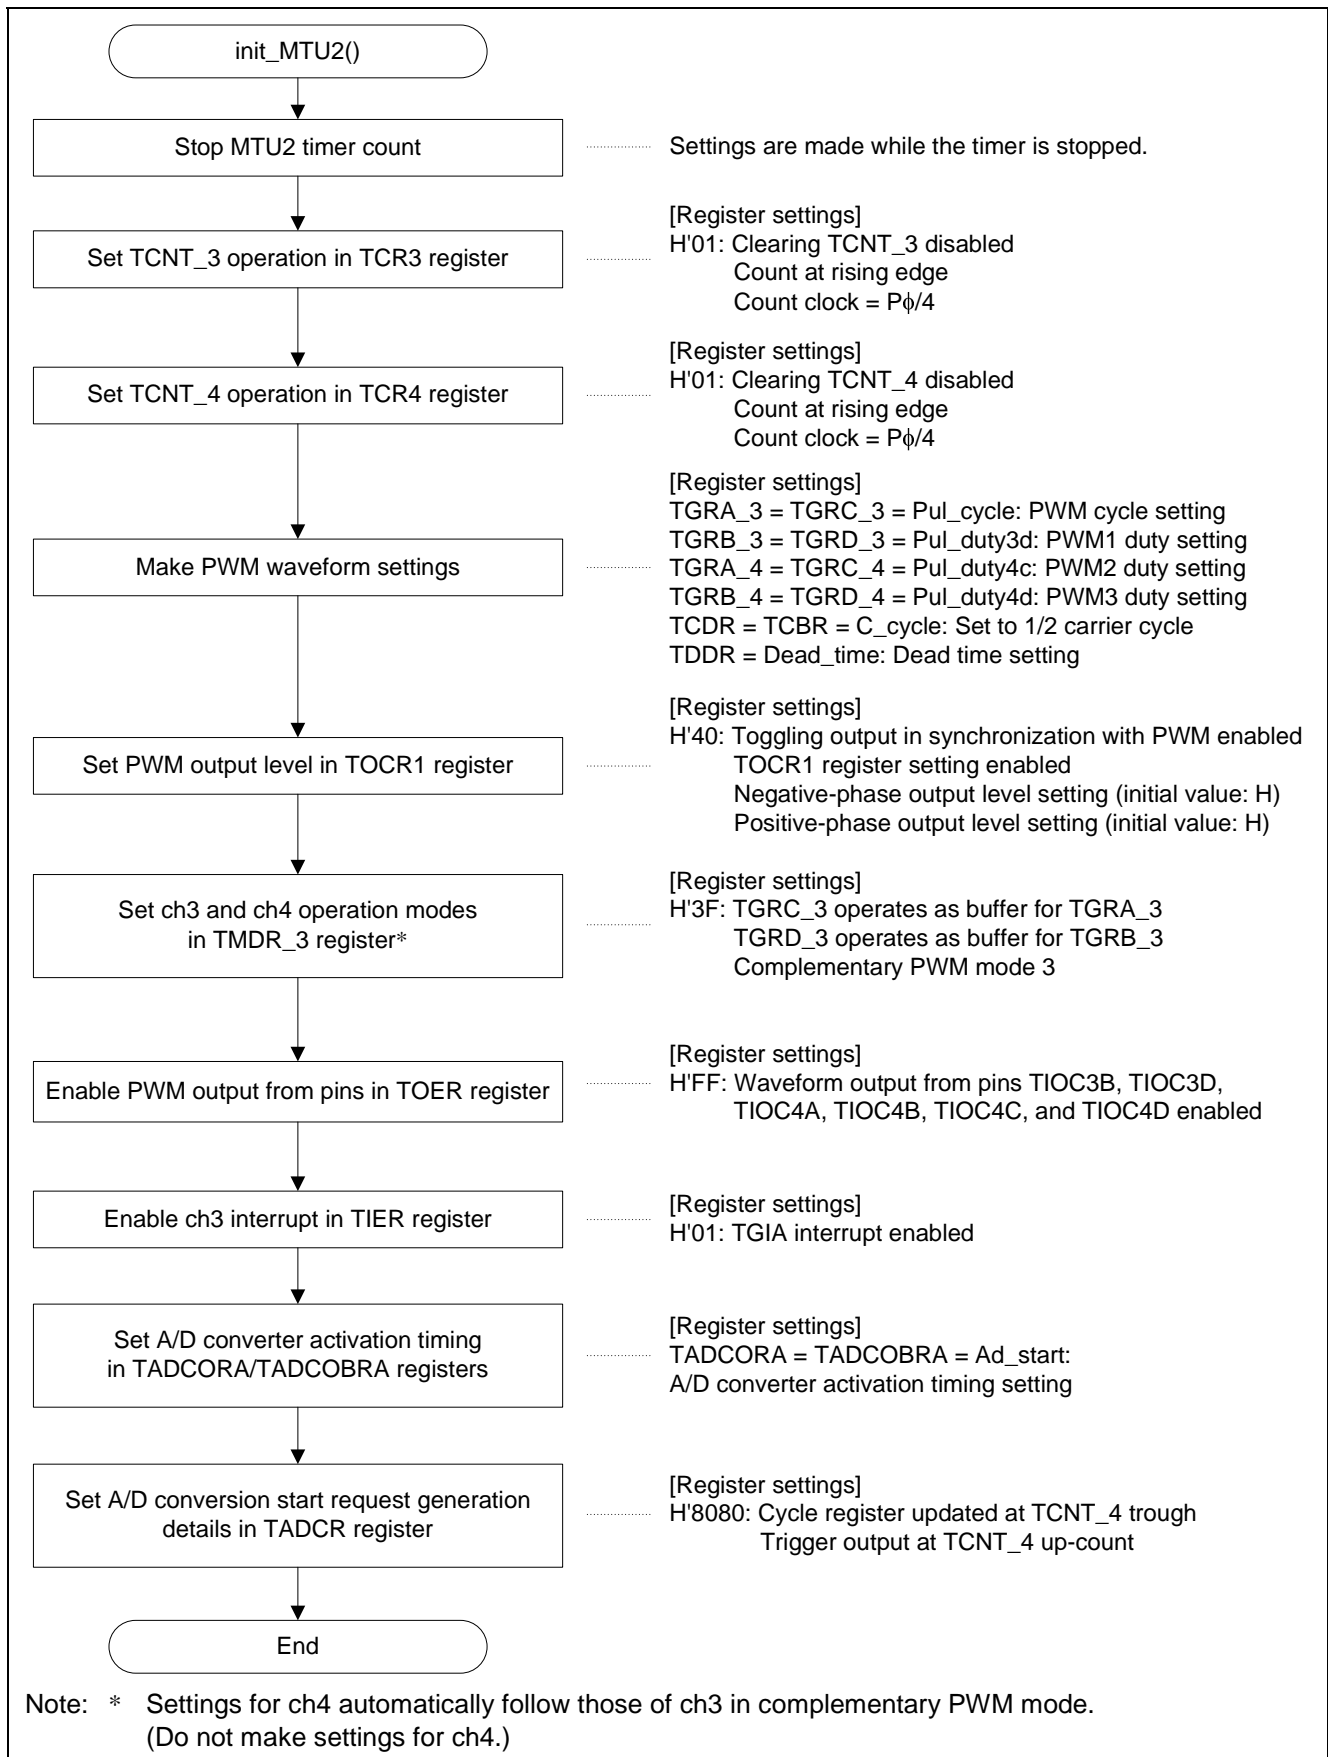 init_MTU2()
Stop MTU2 timer count
Settings are made while the timer is stopped.
Set TCNT_3 operation in TCR3 register
[Register settings]
H'01: Clearing TCNT_3 disabled
Count at rising edge
Count clock = Pϕ/4
Set TCNT_4 operation in TCR4 register
[Register settings]
H'01: Clearing TCNT_4 disabled
Count at rising edge
Count clock = Pϕ/4
Make PWM waveform settings
[Register settings]
TGRA_3 = TGRC_3 = Pul_cycle: PWM cycle setting
TGRB_3 = TGRD_3 = Pul_duty3d: PWM1 duty setting
TGRA_4 = TGRC_4 = Pul_duty4c: PWM2 duty setting
TGRB_4 = TGRD_4 = Pul_duty4d: PWM3 duty setting
TCDR = TCBR = C_cycle: Set to 1/2 carrier cycle
TDDR = Dead_time: Dead time setting
Set PWM output level in TOCR1 register
[Register settings]
H'40: Toggling output in synchronization with PWM enabled
TOCR1 register setting enabled
Negative-phase output level setting (initial value: H)
Positive-phase output level setting (initial value: H)
Set ch3 and ch4 operation modes
in TMDR_3 register*
[Register settings]
H'3F: TGRC_3 operates as buffer for TGRA_3
TGRD_3 operates as buffer for TGRB_3
Complementary PWM mode 3
Enable PWM output from pins in TOER register
[Register settings]
H'FF: Waveform output from pins TIOC3B, TIOC3D,
TIOC4A, TIOC4B, TIOC4C, and TIOC4D enabled
Enable ch3 interrupt in TIER register
[Register settings]
H'01: TGIA interrupt enabled
Set A/D converter activation timing
in TADCORA/TADCOBRA registers
[Register settings]
TADCORA = TADCOBRA = Ad_start:
A/D converter activation timing setting
Set A/D conversion start request generation
details in TADCR register
[Register settings]
H'8080: Cycle register updated at TCNT_4 trough
Trigger output at TCNT_4 up-count
End
Note: * Settings for ch4 automatically follow those of ch3 in complementary PWM mode.
(Do not make settings for ch4.)